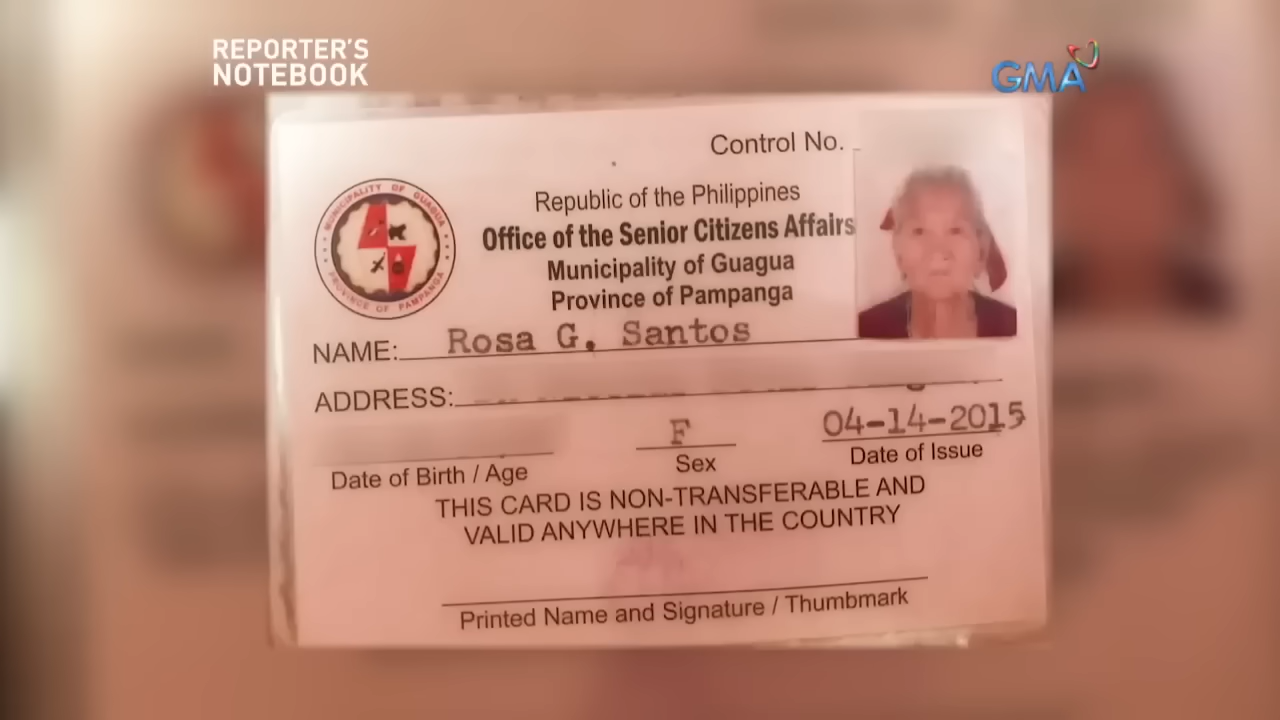 REPORTER'S
NOTEBOOK
GMA
Control No.
MUNICIPALITY OF GUAGUA
PROVINCE OF PAMPANGA
Republic of the Philippines
Office of the Senior Citizens Affairs
Municipality of Guagua
Province of Pampanga
NAME: Rosa G. Santos
ADDRESS:
F
04-14-2015
Date of Birth / Age
Sex
Date of Issue
THIS CARD IS NON-TRANSFERABLE AND
VALID ANYWHERE IN THE COUNTRY
Printed Name and Signature / Thumbmark